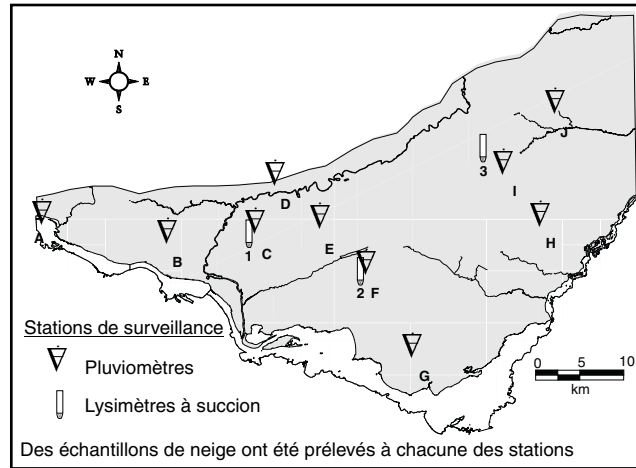 N
W E
S
J
3
I
A
D
B
1 C
E
H
2 F
G
Stations de surveillance
Pluviomètres
Lysimètres à succion
0 5 10
km
Des échantillons de neige ont été prélevés à chacune des stations